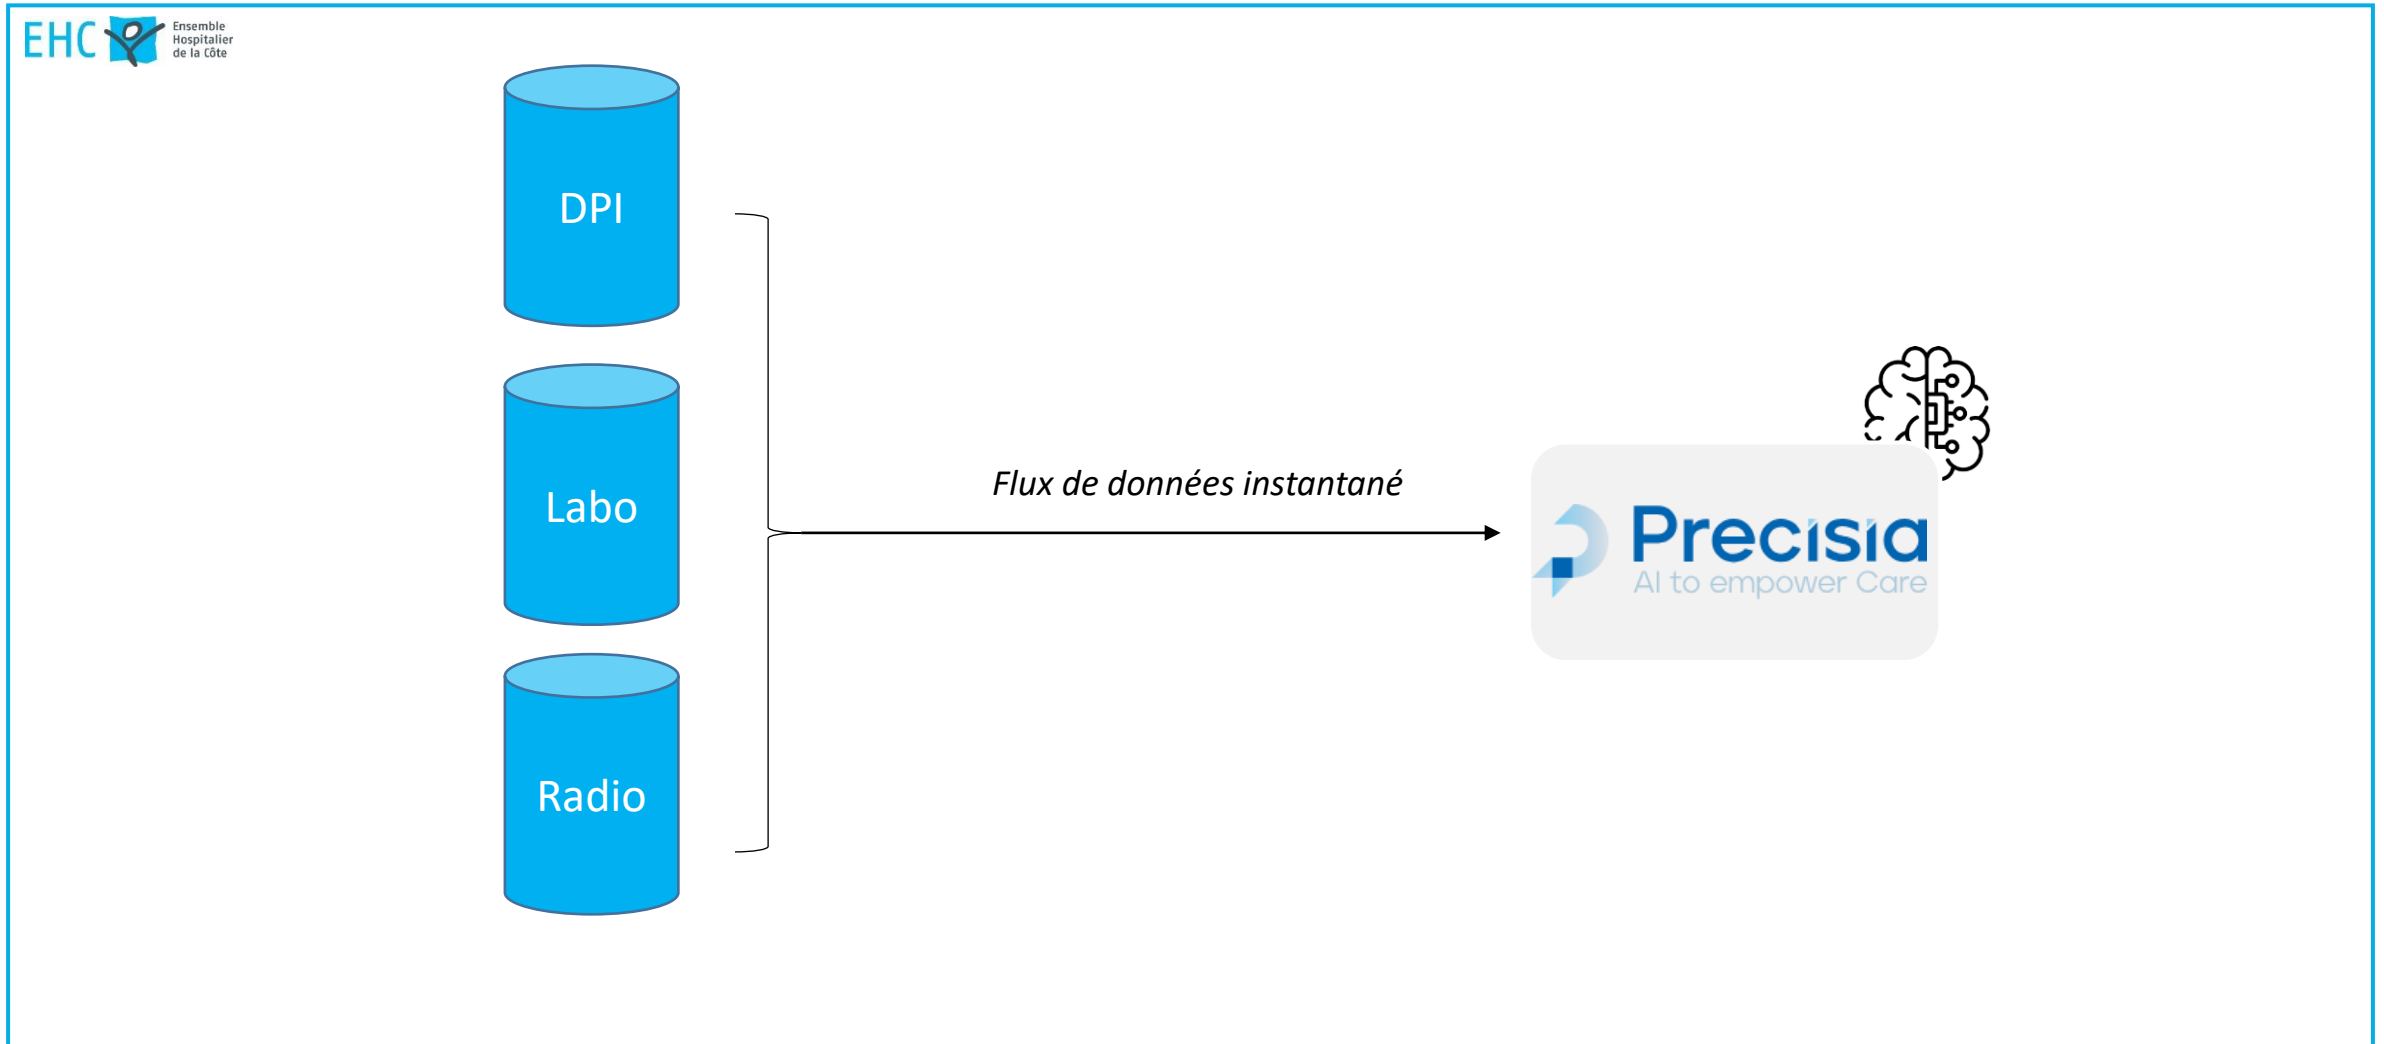 EHC
Ensemble
Hospitalier
de la Côte
DPI
Labo
Radio
Flux de données instantané
Precisia
AI to empower Care